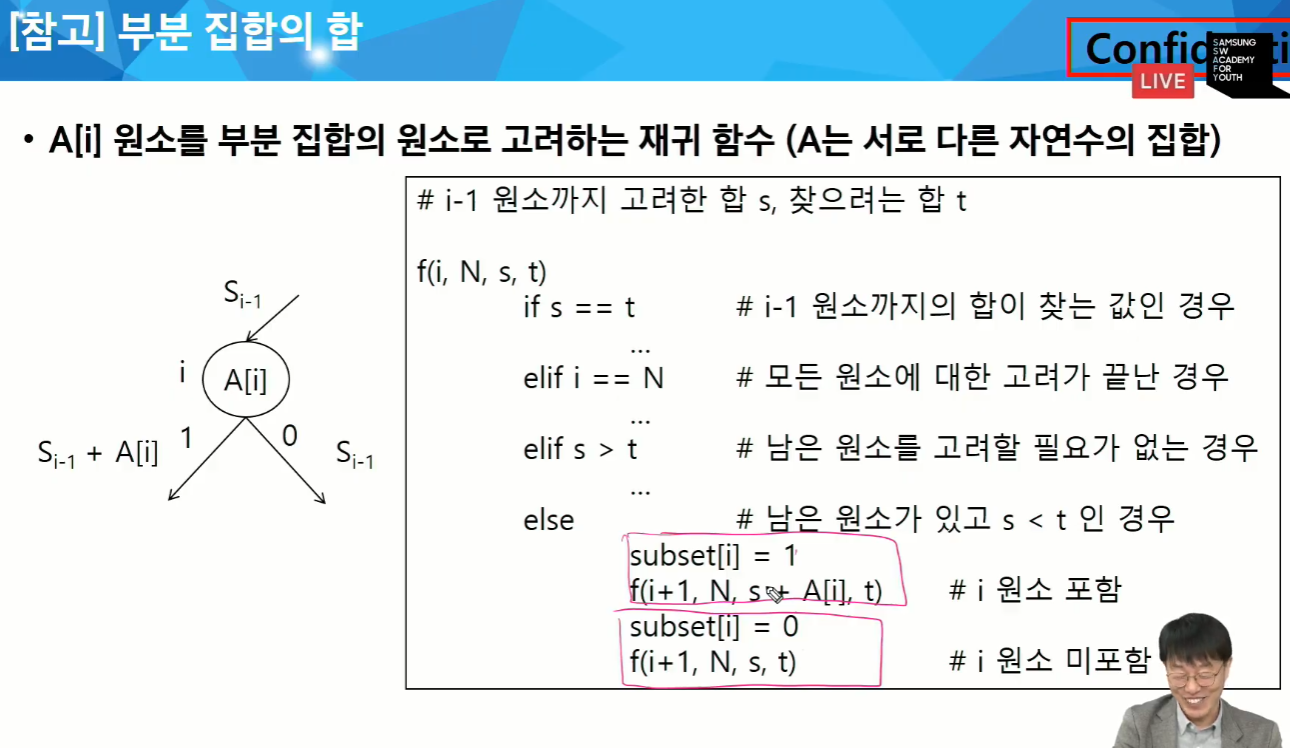 [참고] 부분 집합의 합
SAMSUNG
SW
ACADEMY
FOR
YOUTH
LIVE
• A[i] 원소를 부분 집합의 원소로 고려하는 재귀 함수 (A는 서로 다른 자연수의 집합)
# i-1 원소까지 고려한 합 s, 찾으려는 합 t
f(i, N, s, t)
if s == t # i-1 원소까지의 합이 찾는 값인 경우
...
elif i == N # 모든 원소에 대한 고려가 끝난 경우
...
elif s > t # 남은 원소를 고려할 필요가 없는 경우
...
else # 남은 원소가 있고 s < t 인 경우
subset[i] = 1
f(i+1, N, s + A[i], t) # i 원소 포함
subset[i] = 0
f(i+1, N, s, t) # i 원소 미포함
Si-1
i
A[i]
Si-1 + A[i] 1 0 Si-1